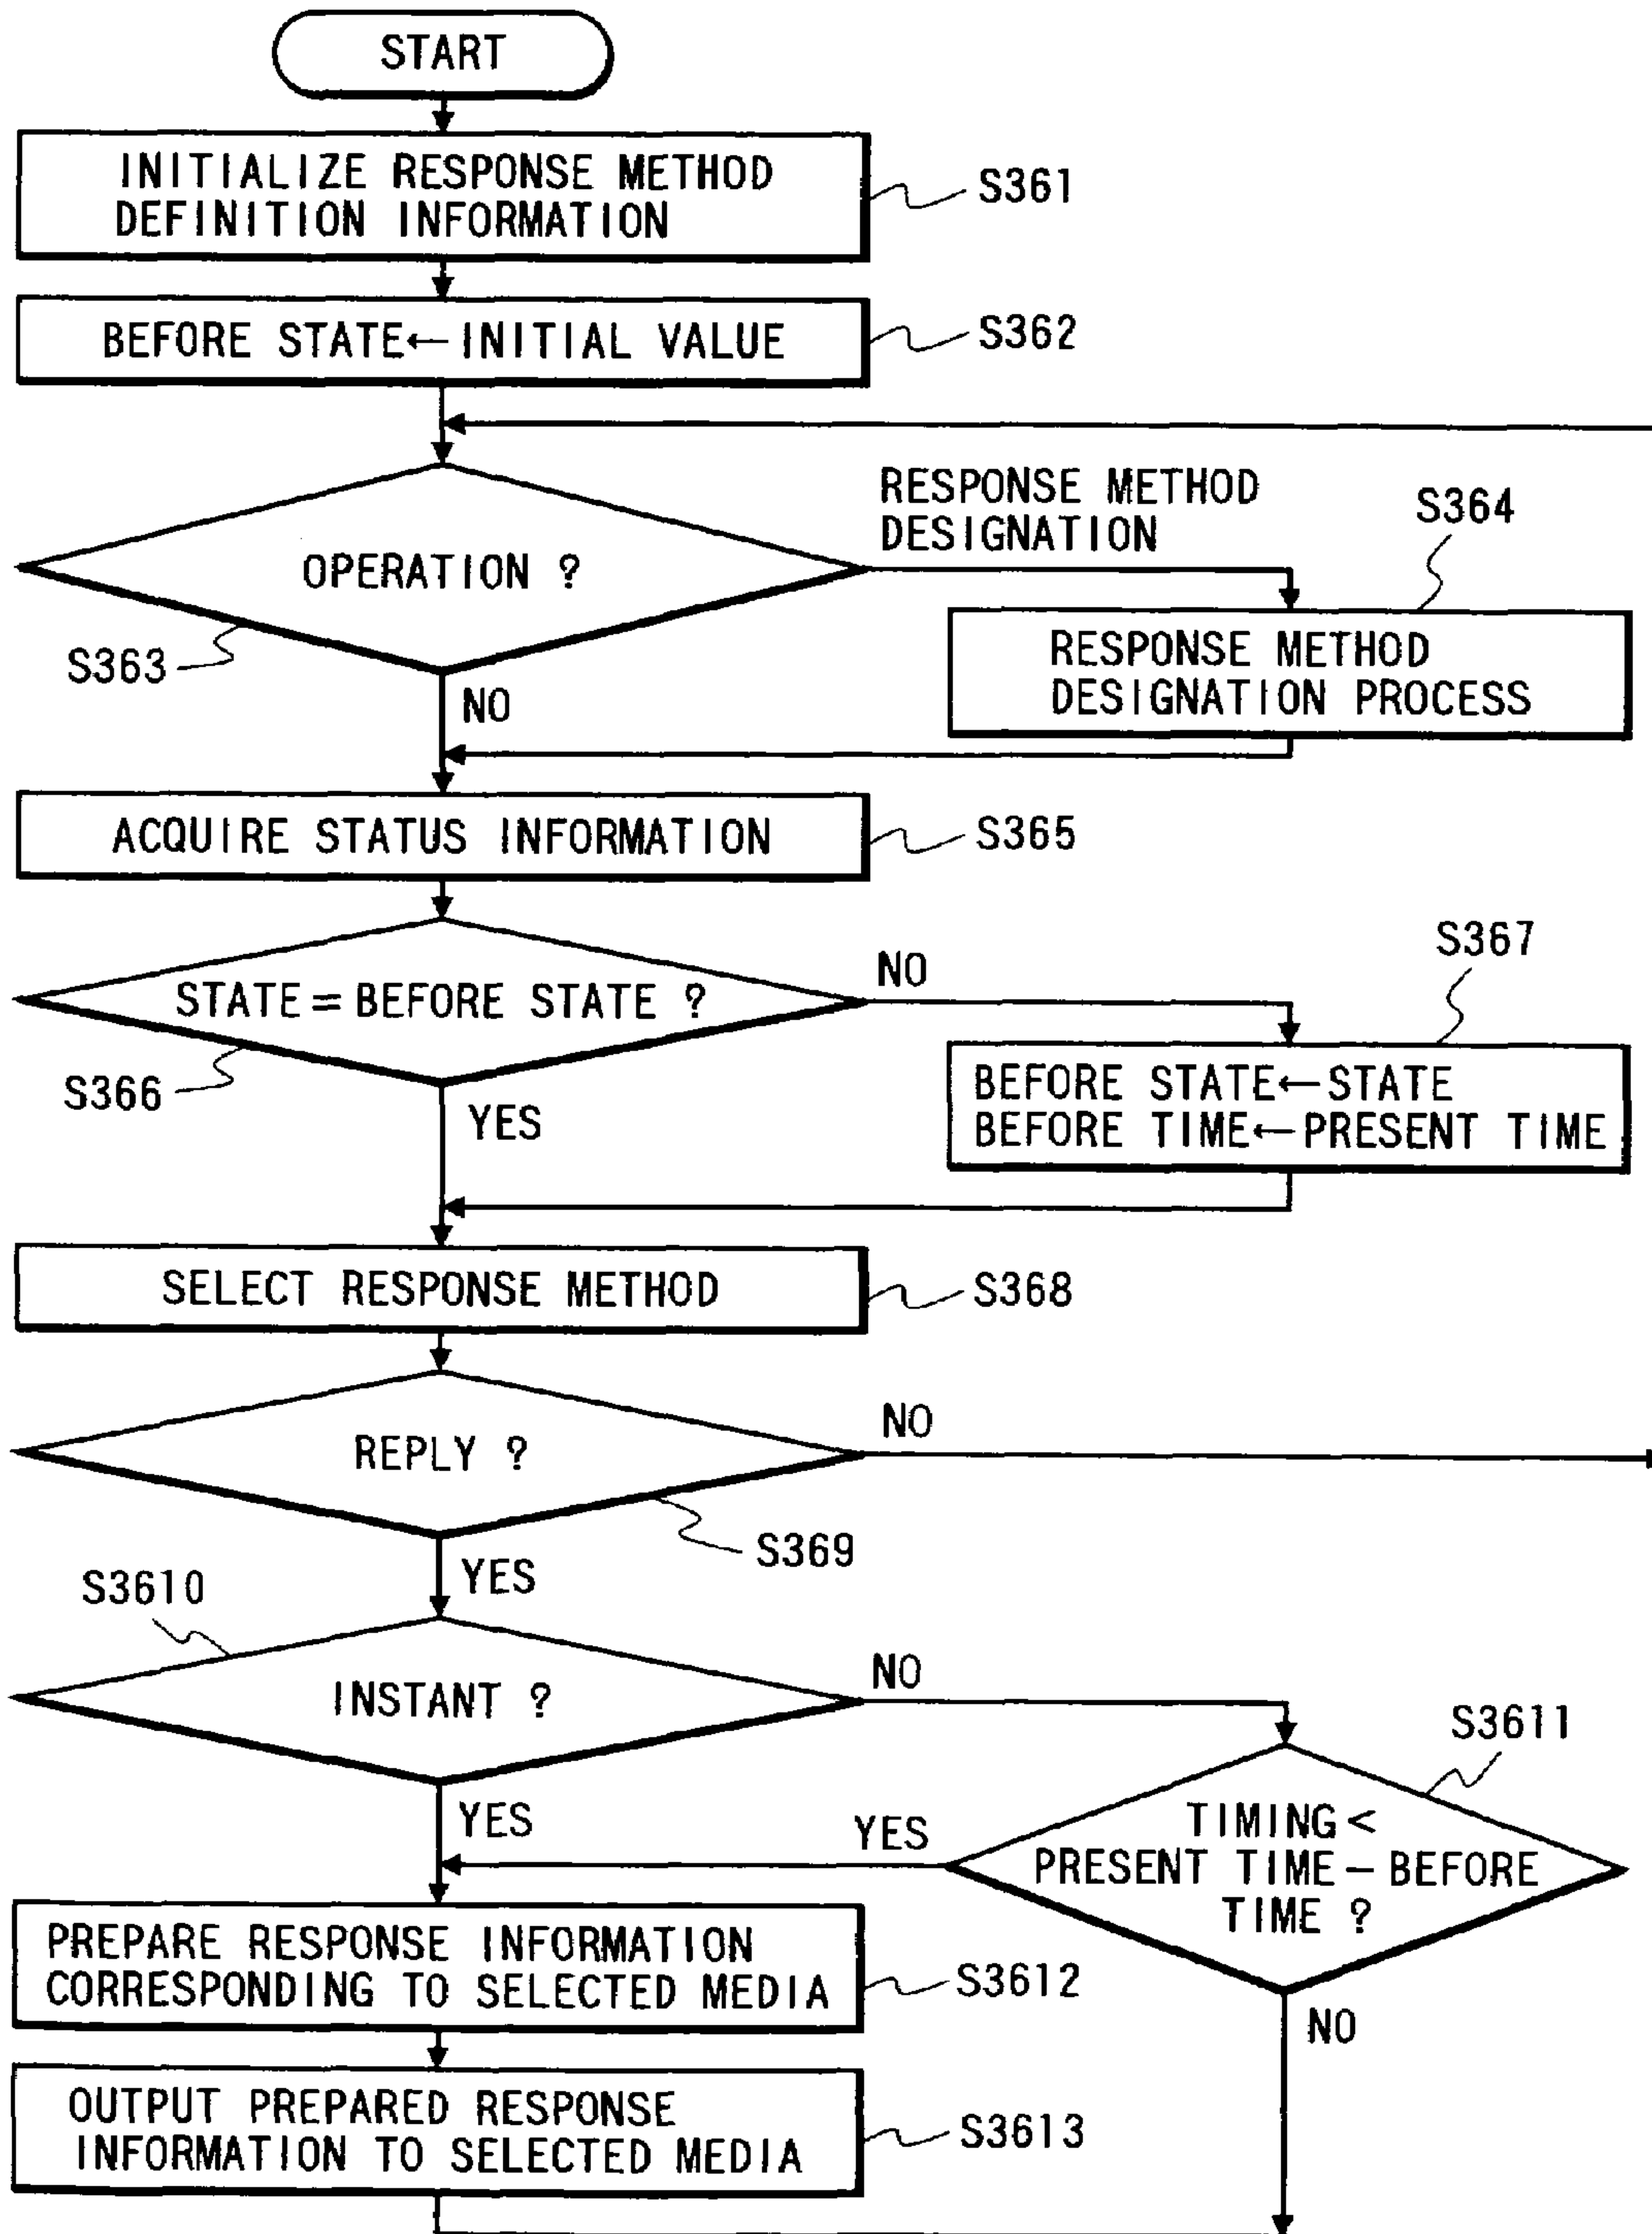 START
INITIALIZE RESPONSE METHOD
DEFINITION INFORMATION
S361
BEFORE STATE←INITIAL VALUE
S362
OPERATION ?
S363
RESPONSE METHOD
DESIGNATION
S364
RESPONSE METHOD
DESIGNATION PROCESS
NO
ACQUIRE STATUS INFORMATION
S365
STATE=BEFORE STATE ?
S366
NO
S367
BEFORE STATE←STATE
BEFORE TIME←PRESENT TIME
YES
SELECT RESPONSE METHOD
S368
REPLY ?
NO
S369
YES
S3610
INSTANT ?
NO
S3611
TIMING<
PRESENT TIME−BEFORE
TIME ?
YES
YES
NO
PREPARE RESPONSE INFORMATION
CORRESPONDING TO SELECTED MEDIA
S3612
OUTPUT PREPARED RESPONSE
INFORMATION TO SELECTED MEDIA
S3613